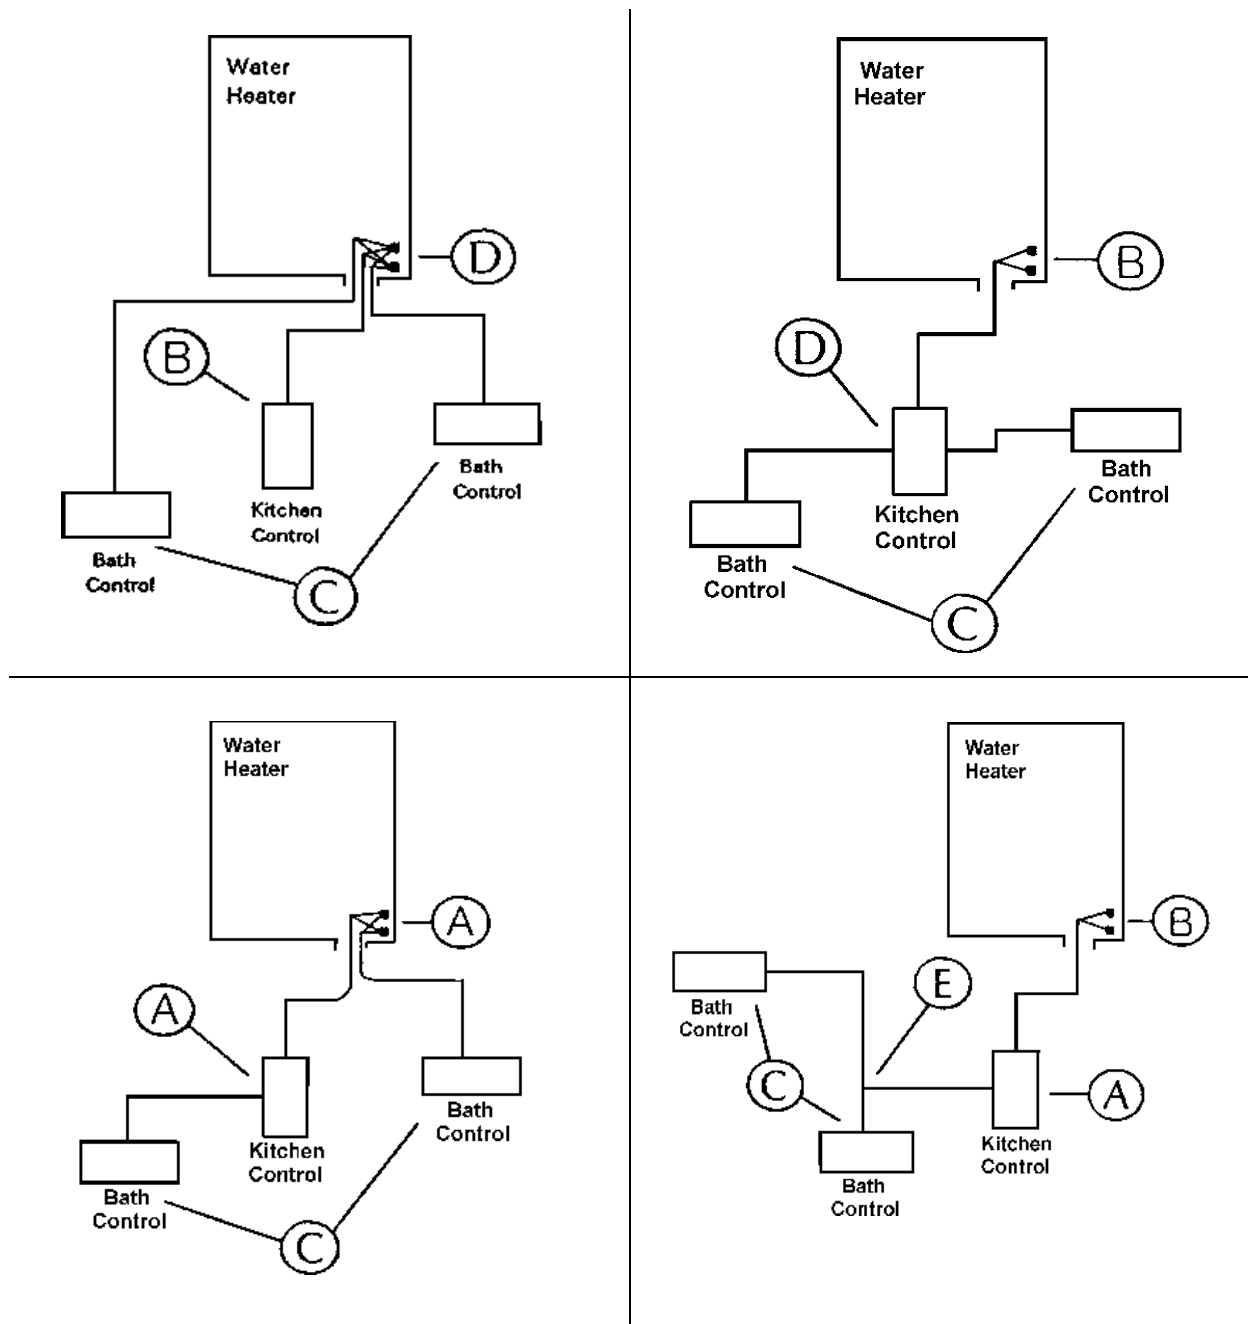 Water
Heater
D
B
Kitchen
Control
Bath
Control
Bath
Control
C
Water
Heater
B
D
Bath
Control
Kitchen
Control
Bath
Control
C
Water
Heater
A
A
Bath
Control
Kitchen
Control
Bath
Control
C
Water
Heater
B
E
Bath
Control
C
A
Kitchen
Control
Bath
Control